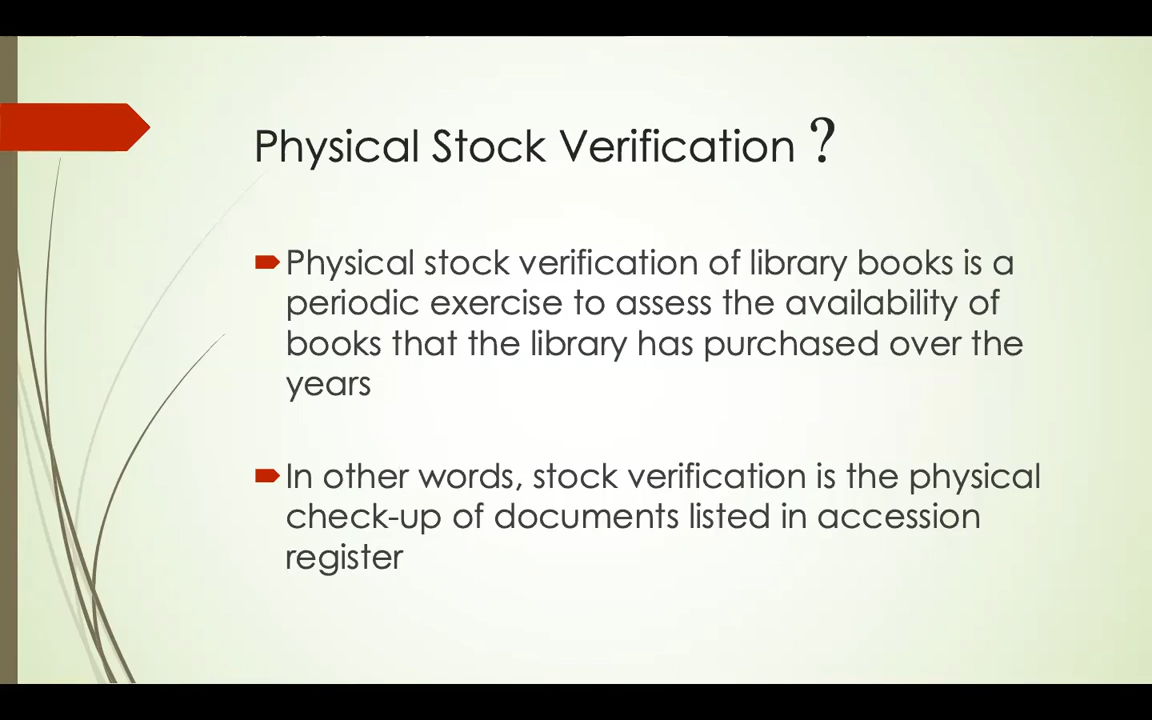 Physical Stock Verification ?
Physical stock verification of library books is a
periodic exercise to assess the availability of
books that the library has purchased over the
years
In other words, stock verification is the physical
check-up of documents listed in accession
register